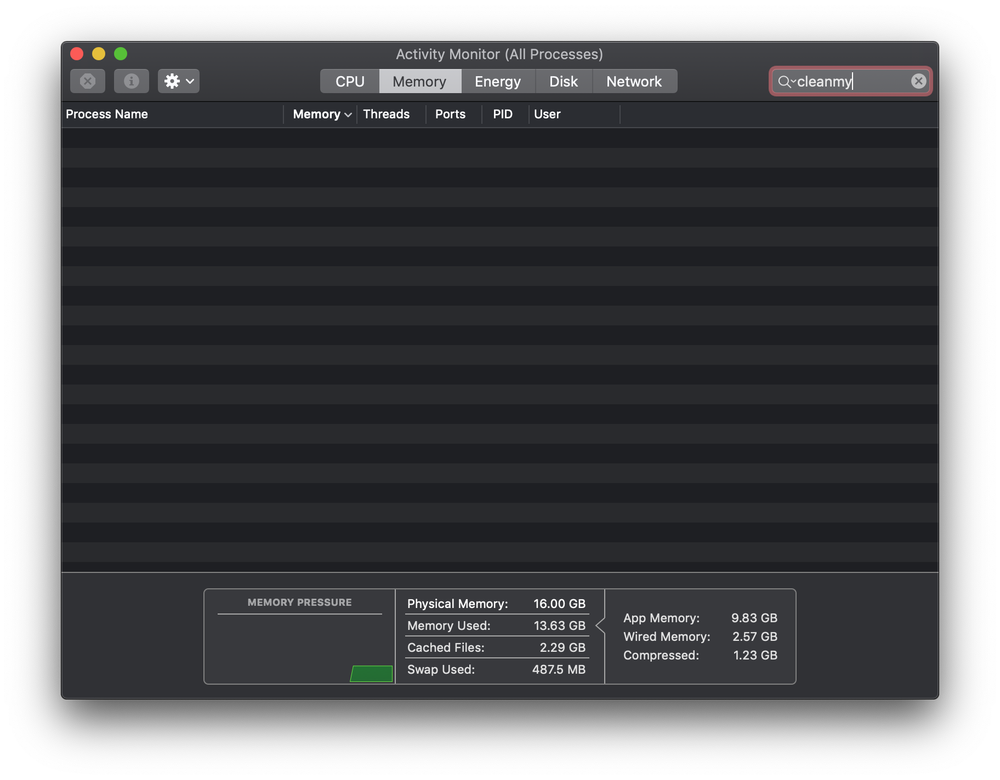 Activity Monitor (All Processes)
CPU Memory Energy Disk Network cleanmy
Process Name Memory Threads Ports PID User
MEMORY PRESSURE
Physical Memory: 16.00 GB
Memory Used: 13.63 GB
Cached Files: 2.29 GB
Swap Used: 487.5 MB
App Memory: 9.83 GB
Wired Memory: 2.57 GB
Compressed: 1.23 GB